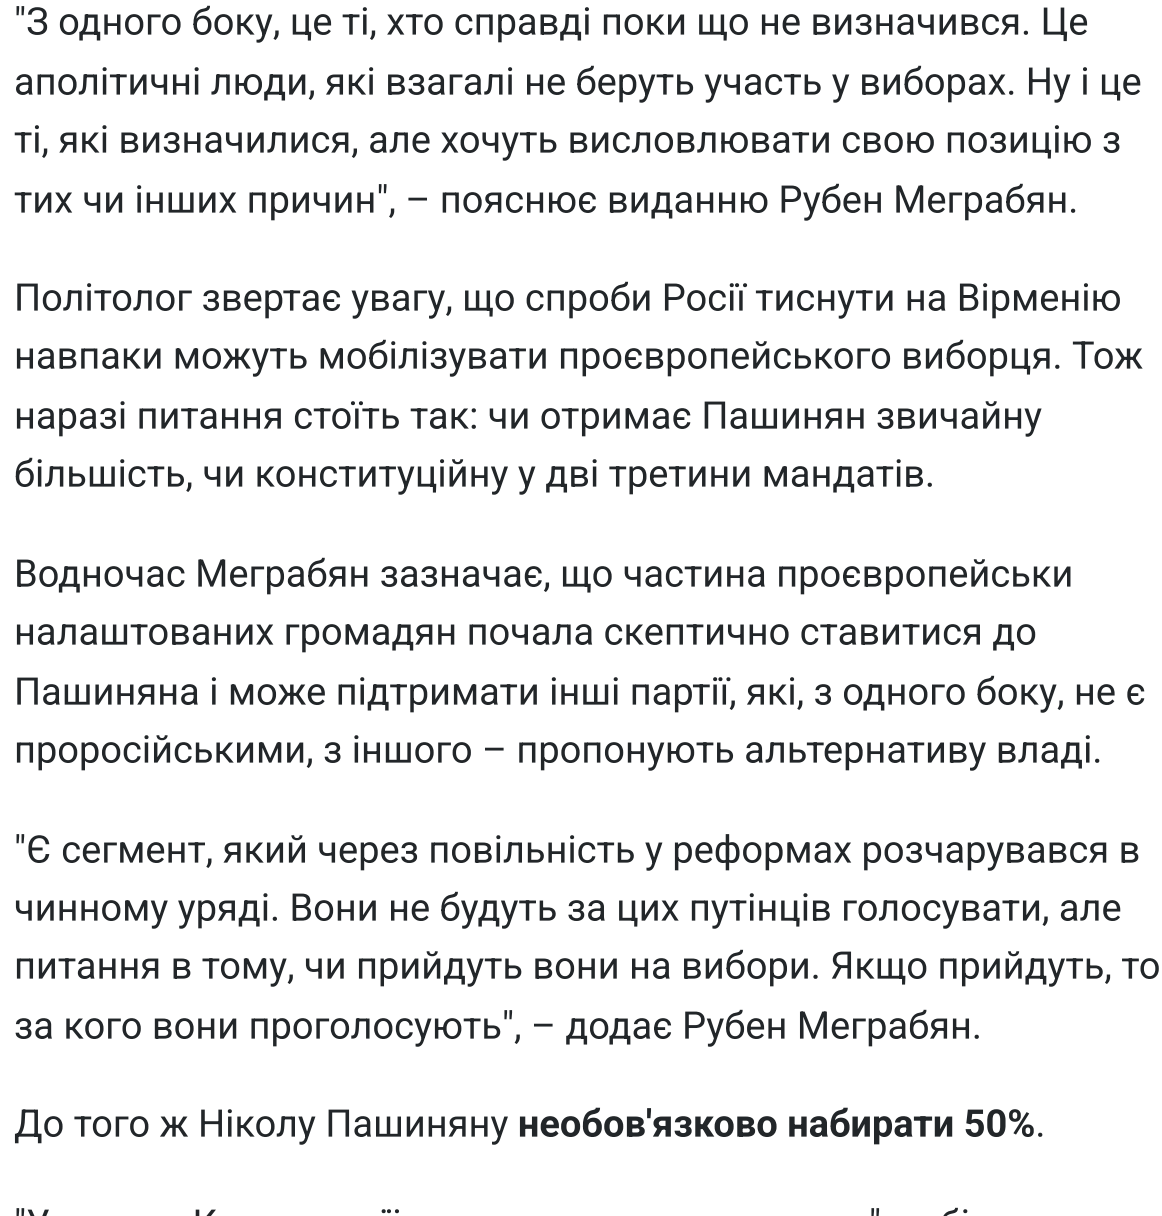 "З одного боку, це ті, хто справді поки що не визначився. Це
аполітичні люди, які взагалі не беруть участь у виборах. Ну і це
ті, які визначилися, але хочуть висловлювати свою позицію з
тих чи інших причин", – пояснює виданню Рубен Меграбян.
Політолог звертає увагу, що спроби Росії тиснути на Вірменію
навпаки можуть мобілізувати проєвропейського виборця. Тож
наразі питання стоїть так: чи отримає Пашинян звичайну
більшість, чи конституційну у дві третини мандатів.
Водночас Меграбян зазначає, що частина проєвропейськи
налаштованих громадян почала скептично ставитися до
Пашиняна і може підтримати інші партії, які, з одного боку, не є
проросійськими, з іншого – пропонують альтернативу владі.
"Є сегмент, який через повільність у реформах розчарувався в
чинному уряді. Вони не будуть за цих путінців голосувати, але
питання в тому, чи прийдуть вони на вибори. Якщо прийдуть, то
за кого вони проголосують", – додає Рубен Меграбян.
До того ж Ніколу Пашиняну необов'язково набирати 50%.